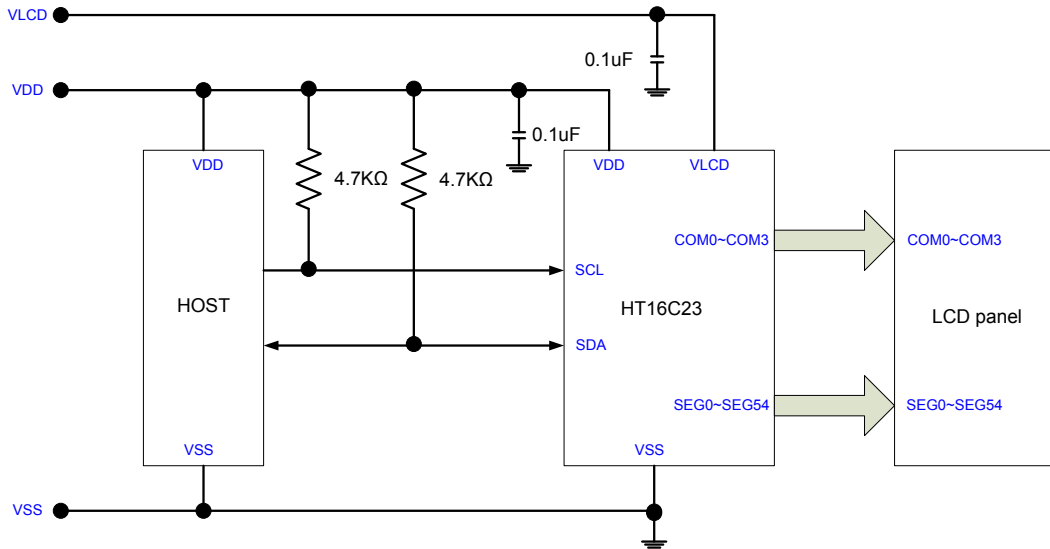 VLCD
0.1uF
VDD
0.1uF
VDD
4.7KΩ
4.7KΩ
VDD
VLCD
COM0~COM3
COM0~COM3
SCL
HOST
HT16C23
LCD panel
SDA
SEG0~SEG54
SEG0~SEG54
VSS
VSS
VSS